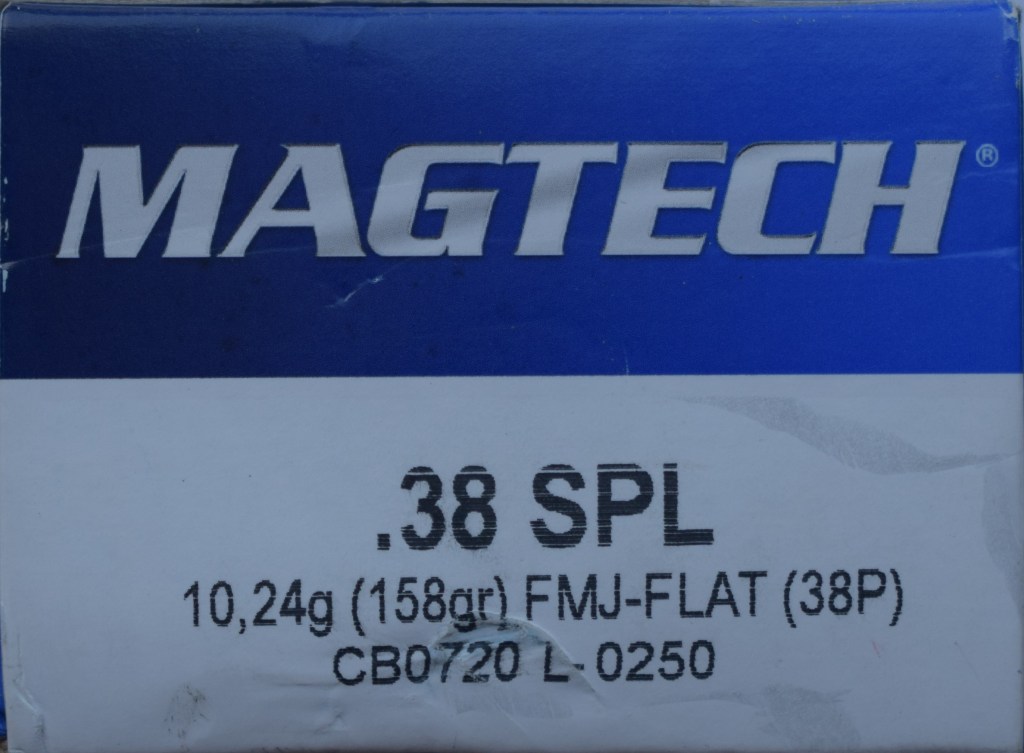 MAGTECH®
.38 SPL
10,24g (158gr) FMJ-FLAT (38P)
CB0720 L-0250